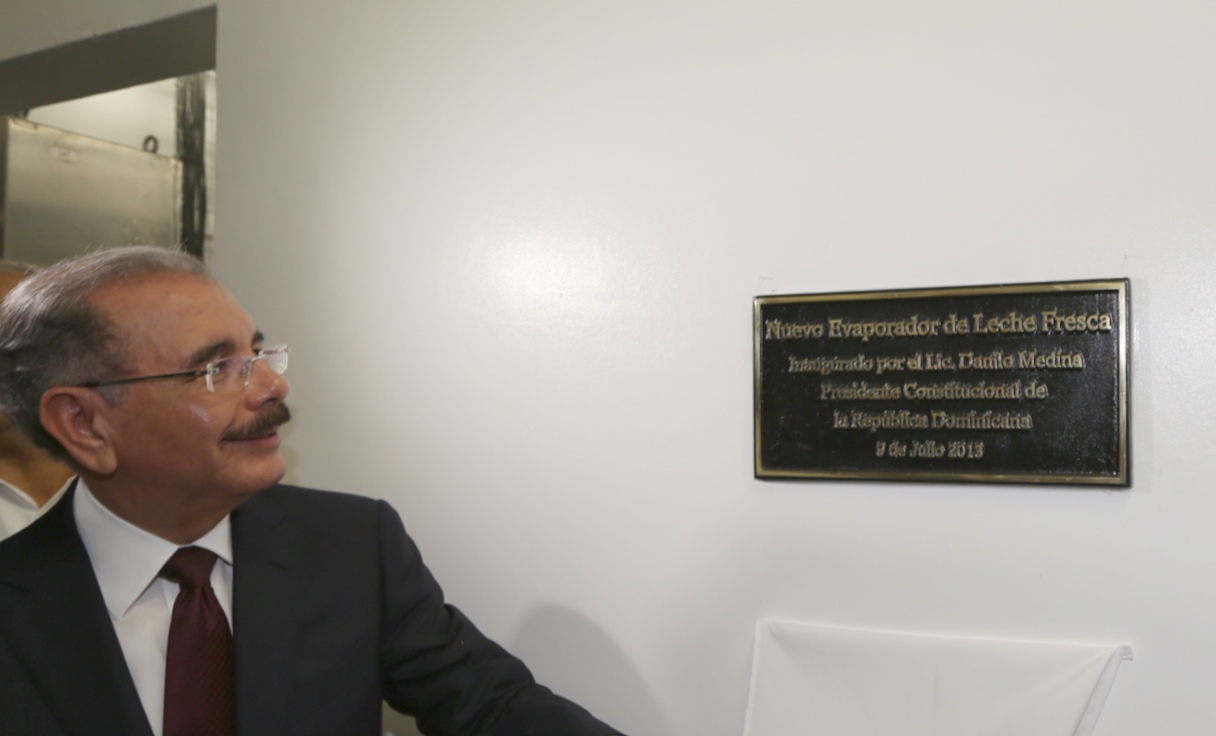 Nuevo Evaporador de Leche Fresca
Inaugurado por el Lic. Danilo Medina
Presidente Constitucional de
la República Dominicana
9 de Julio 2013